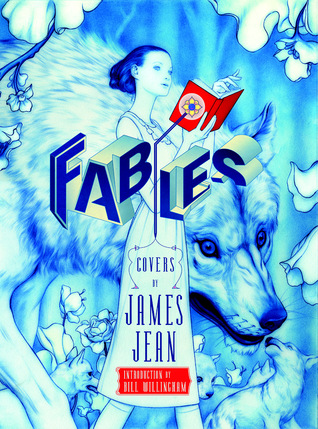 FABLES
COVERS
BY
JAMES
JEAN
INTRODUCTION BY
BILL WILLINGHAM